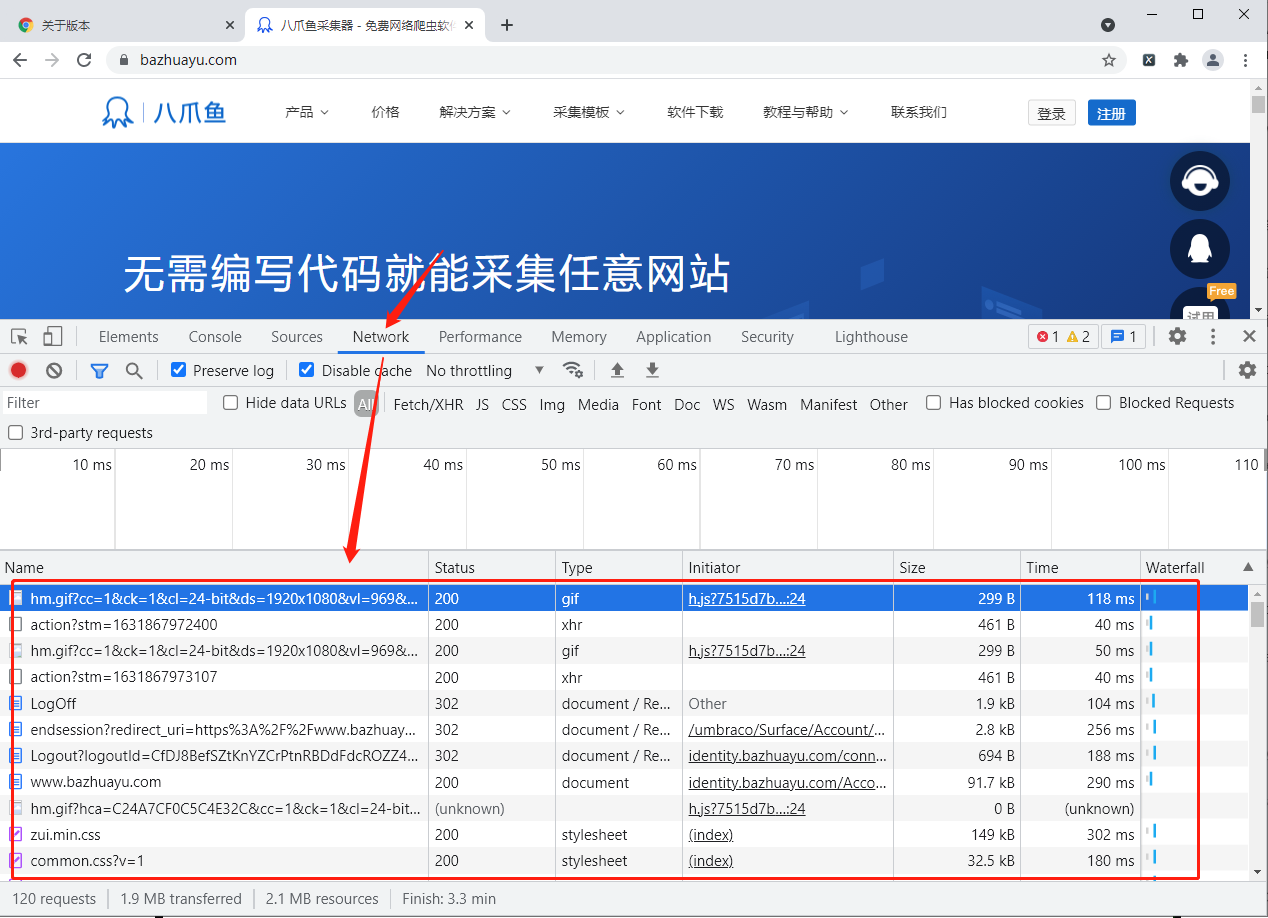 关于版本
八爪鱼采集器 - 免费网络爬虫软件
bazhuayu.com
八爪鱼 产品 价格 解决方案 采集模板 软件下载 教程与帮助 联系我们 登录 注册
无需编写代码就能采集任意网站
Free
试用
Elements Console Sources Network Performance Memory Application Security Lighthouse 1 2 1
Preserve log Disable cache No throttling
Filter Hide data URLs All Fetch/XHR JS CSS Img Media Font Doc WS Wasm Manifest Other Has blocked cookies Blocked Requests
3rd-party requests
10 ms 20 ms 30 ms 40 ms 50 ms 60 ms 70 ms 80 ms 90 ms 100 ms 110
Name Status Type Initiator Size Time Waterfall
hm.gif?cc=1&ck=1&cl=24-bit&ds=1920x1080&vl=969&... 200 gif h.js?7515d7b...:24 299 B 118 ms
action?stm=1631867972400 200 xhr 461 B 40 ms
hm.gif?cc=1&ck=1&cl=24-bit&ds=1920x1080&vl=969&... 200 gif h.js?7515d7b...:24 299 B 50 ms
action?stm=1631867973107 200 xhr 461 B 40 ms
LogOff 302 document / Re... Other 1.9 kB 104 ms
endsession?redirect_uri=https%3A%2F%2Fwww.bazhuay... 302 document / Re... /umbraco/Surface/Account/... 2.8 kB 256 ms
Logout?logoutId=CfDJ8BefSZtKnYZCrPtnRBDdFdcROZZ4... 302 document / Re... identity.bazhuayu.com/conn... 694 B 188 ms
www.bazhuayu.com 200 document identity.bazhuayu.com/Acco... 91.7 kB 290 ms
hm.gif?hca=C24A7CF0C5C4E32C&cc=1&ck=1&cl=24-bit... (unknown) h.js?7515d7b...:24 0 B (unknown)
zui.min.css 200 stylesheet (index) 149 kB 302 ms
common.css?v=1 200 stylesheet (index) 32.5 kB 180 ms
120 requests 1.9 MB transferred 2.1 MB resources Finish: 3.3 min